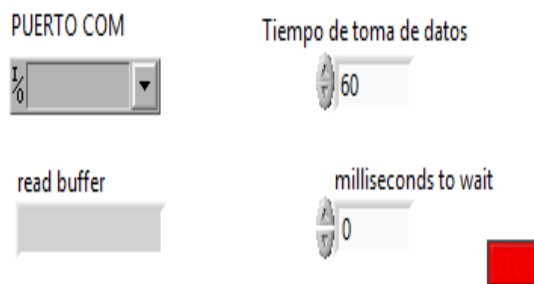 PUERTO COM
Tiempo de toma de datos
I/O
60
read buffer
milliseconds to wait
0